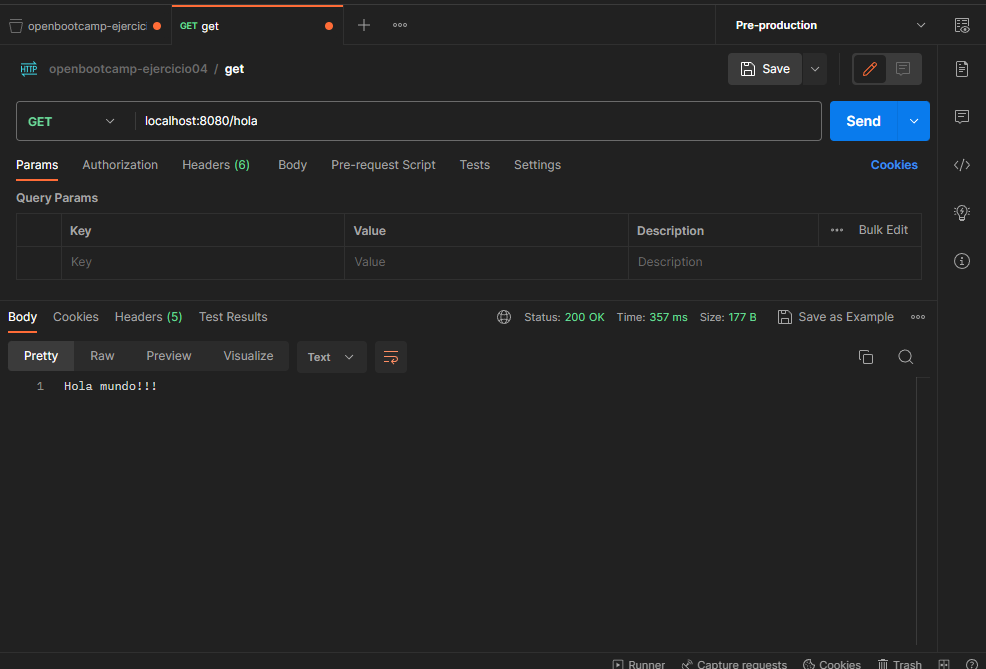 openbootcamp-ejercic GET get Pre-production
HTTP openbootcamp-ejercicio04 / get Save
GET localhost:8080/hola Send
Params Authorization Headers (6) Body Pre-request Script Tests Settings Cookies
Query Params
Key Value Description Bulk Edit
Key Value Description
Body Cookies Headers (5) Test Results Status: 200 OK Time: 357 ms Size: 177 B Save as Example
Pretty Raw Preview Visualize Text
1 Hola mundo!!!
Runner Capture requests Cookies Trash